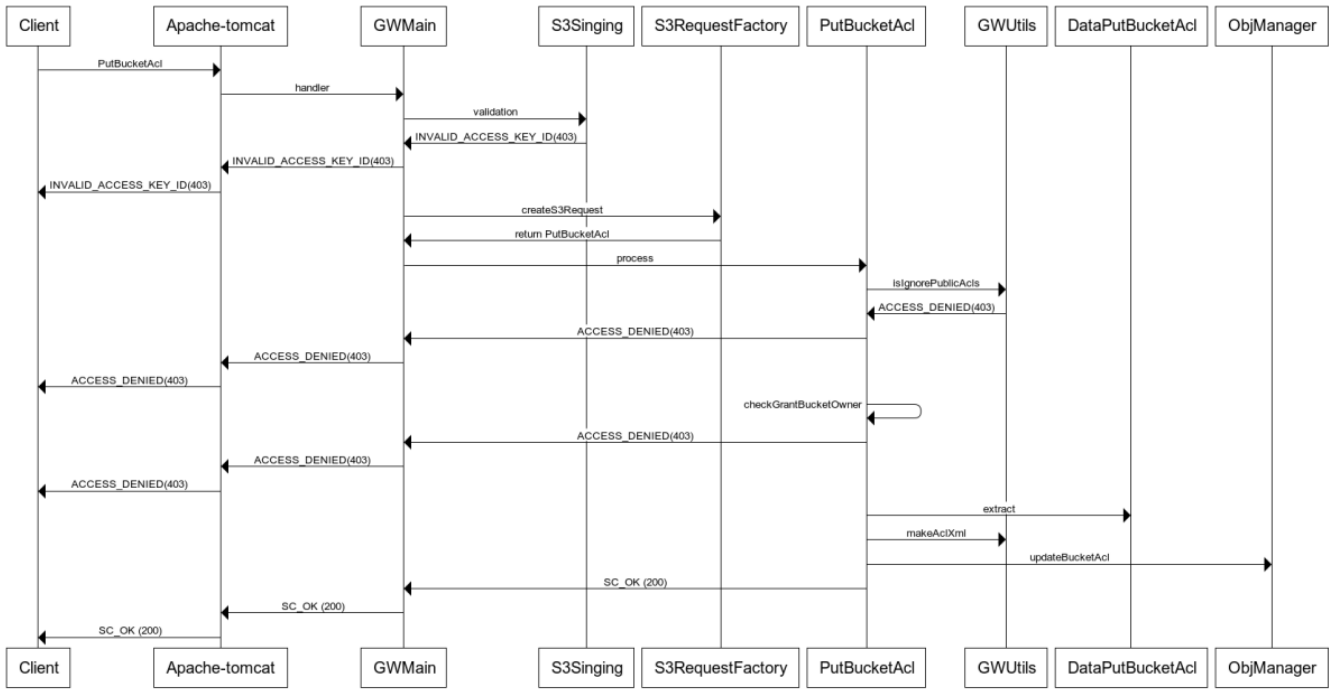 Client Apache-tomcat GWMain S3Singing S3RequestFactory PutBucketAcl GWUtils DataPutBucketAcl ObjManager
PutBucketAcl
handler
validation
INVALID_ACCESS_KEY_ID(403)
INVALID_ACCESS_KEY_ID(403)
INVALID_ACCESS_KEY_ID(403)
createS3Request
return PutBucketAcl
process
isIgnorePublicAcls
ACCESS_DENIED(403)
ACCESS_DENIED(403)
ACCESS_DENIED(403)
ACCESS_DENIED(403)
checkGrantBucketOwner
ACCESS_DENIED(403)
ACCESS_DENIED(403)
ACCESS_DENIED(403)
extract
makeAclXml
updateBucketAcl
SC_OK (200)
SC_OK (200)
SC_OK (200)
Client Apache-tomcat GWMain S3Singing S3RequestFactory PutBucketAcl GWUtils DataPutBucketAcl ObjManager